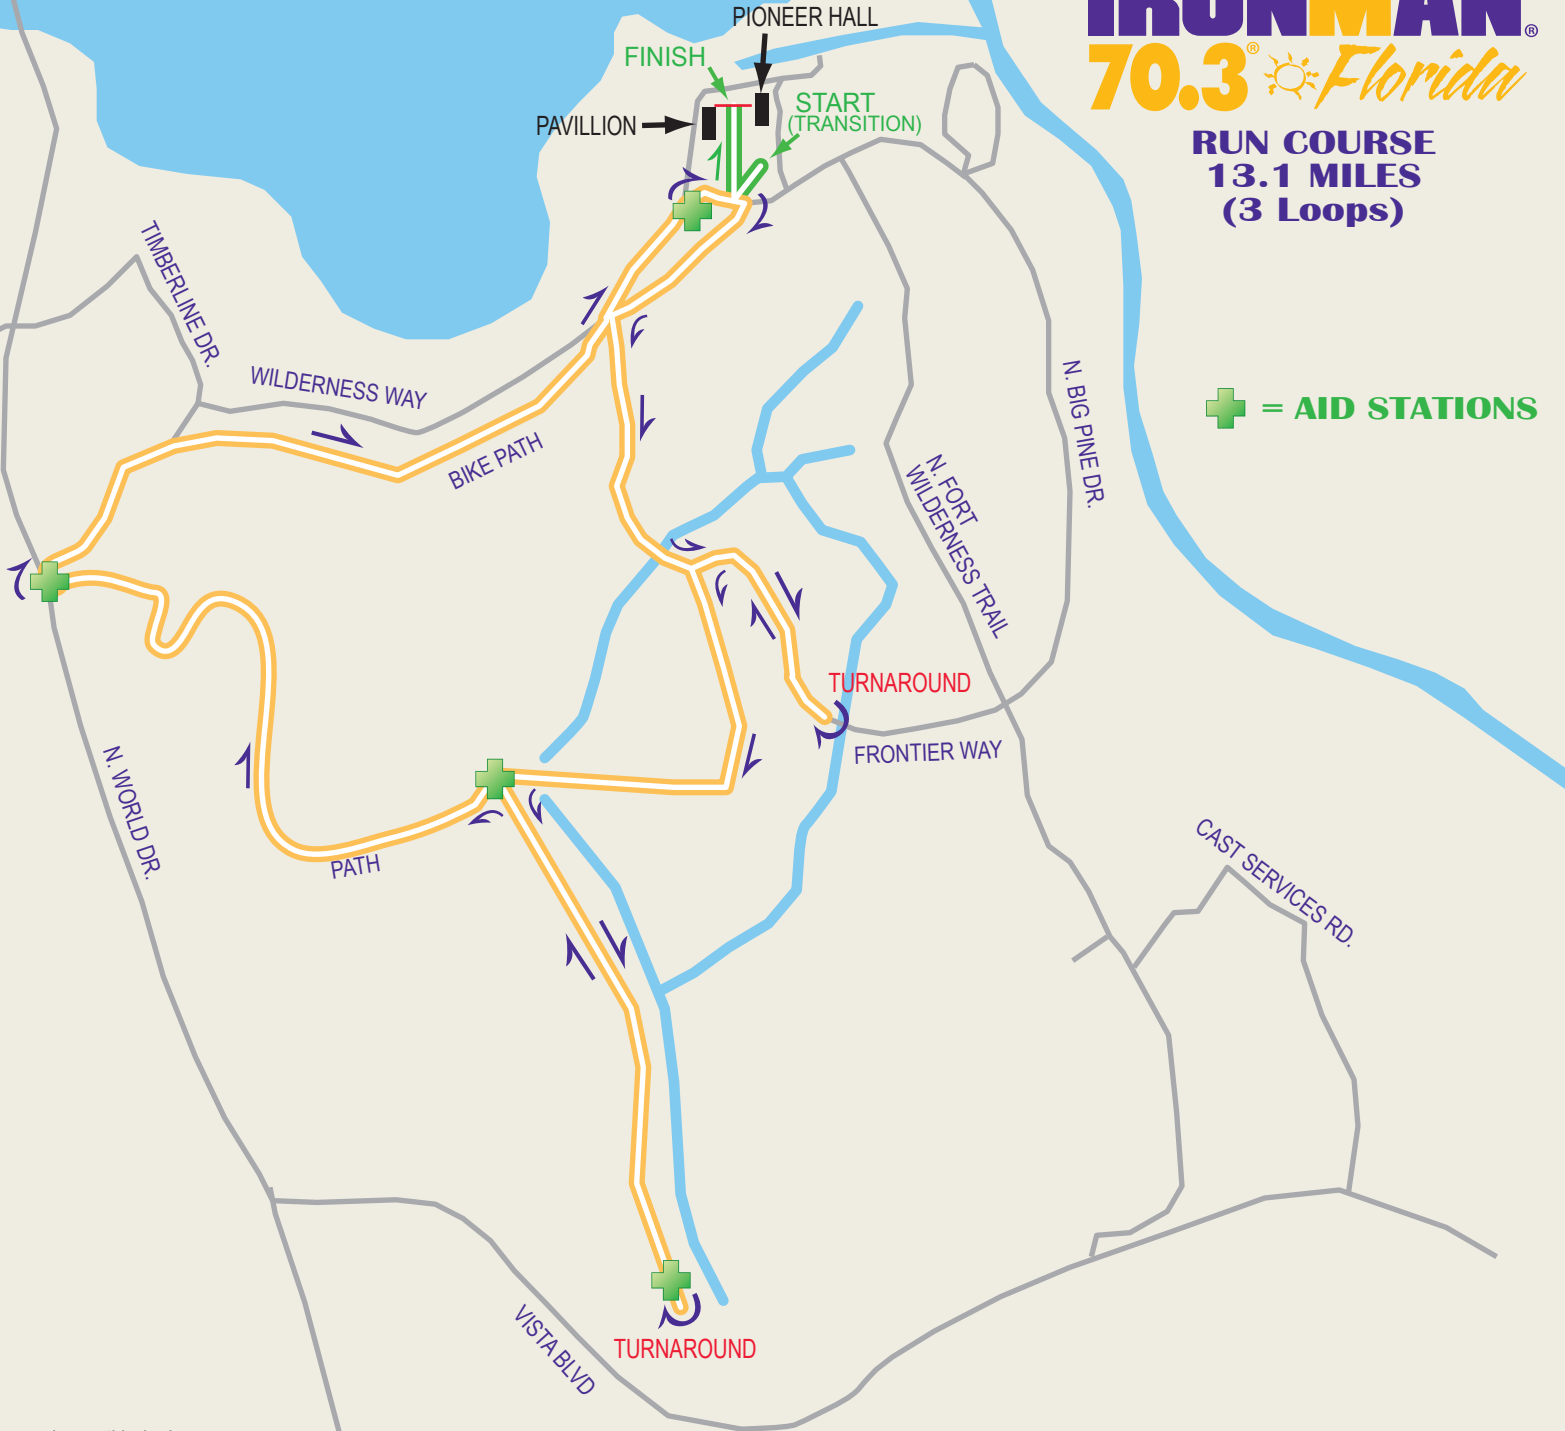 IRONMAN®
70.3® Florida
RUN COURSE
13.1 MILES
(3 Loops)
= AID STATIONS
PIONEER HALL
FINISH
START
(TRANSITION)
PAVILLION
TIMBERLINE DR.
WILDERNESS WAY
BIKE PATH
N. BIG PINE DR.
N. FORT
WILDERNESS TRAIL
TURNAROUND
FRONTIER WAY
N. WORLD DR.
PATH
CAST SERVICES RD.
VISTA BLVD
TURNAROUND